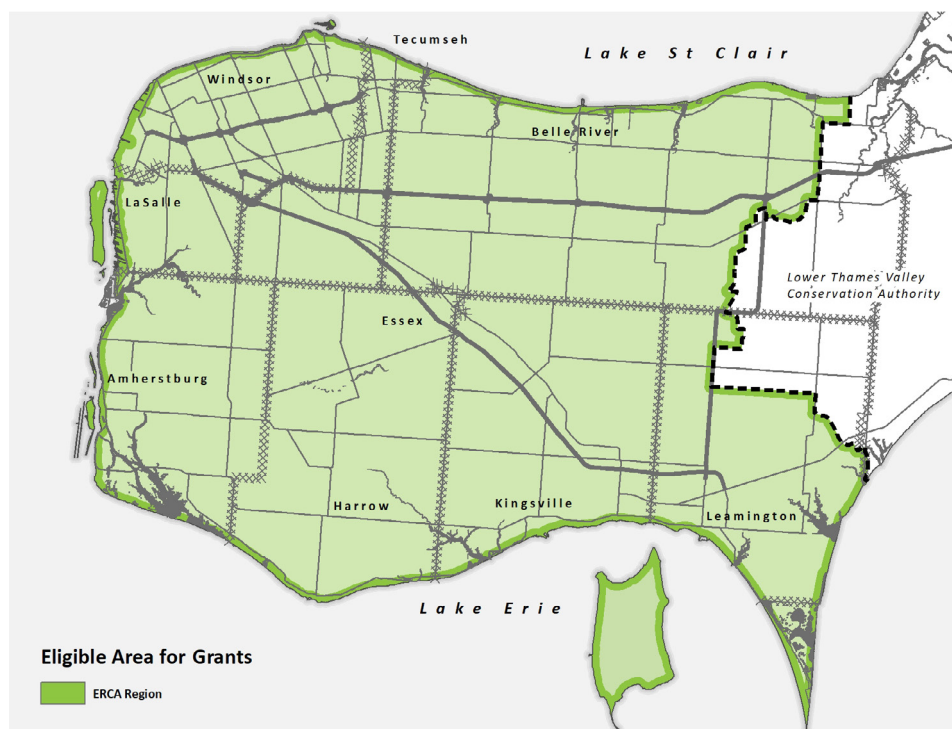 Tecumseh
Lake St Clair
Windsor
Belle River
LaSalle
Lower Thames Valley
Conservation Authority
Essex
Amherstburg
Harrow
Kingsville
Leamington
Lake Erie
Eligible Area for Grants
ERCA Region